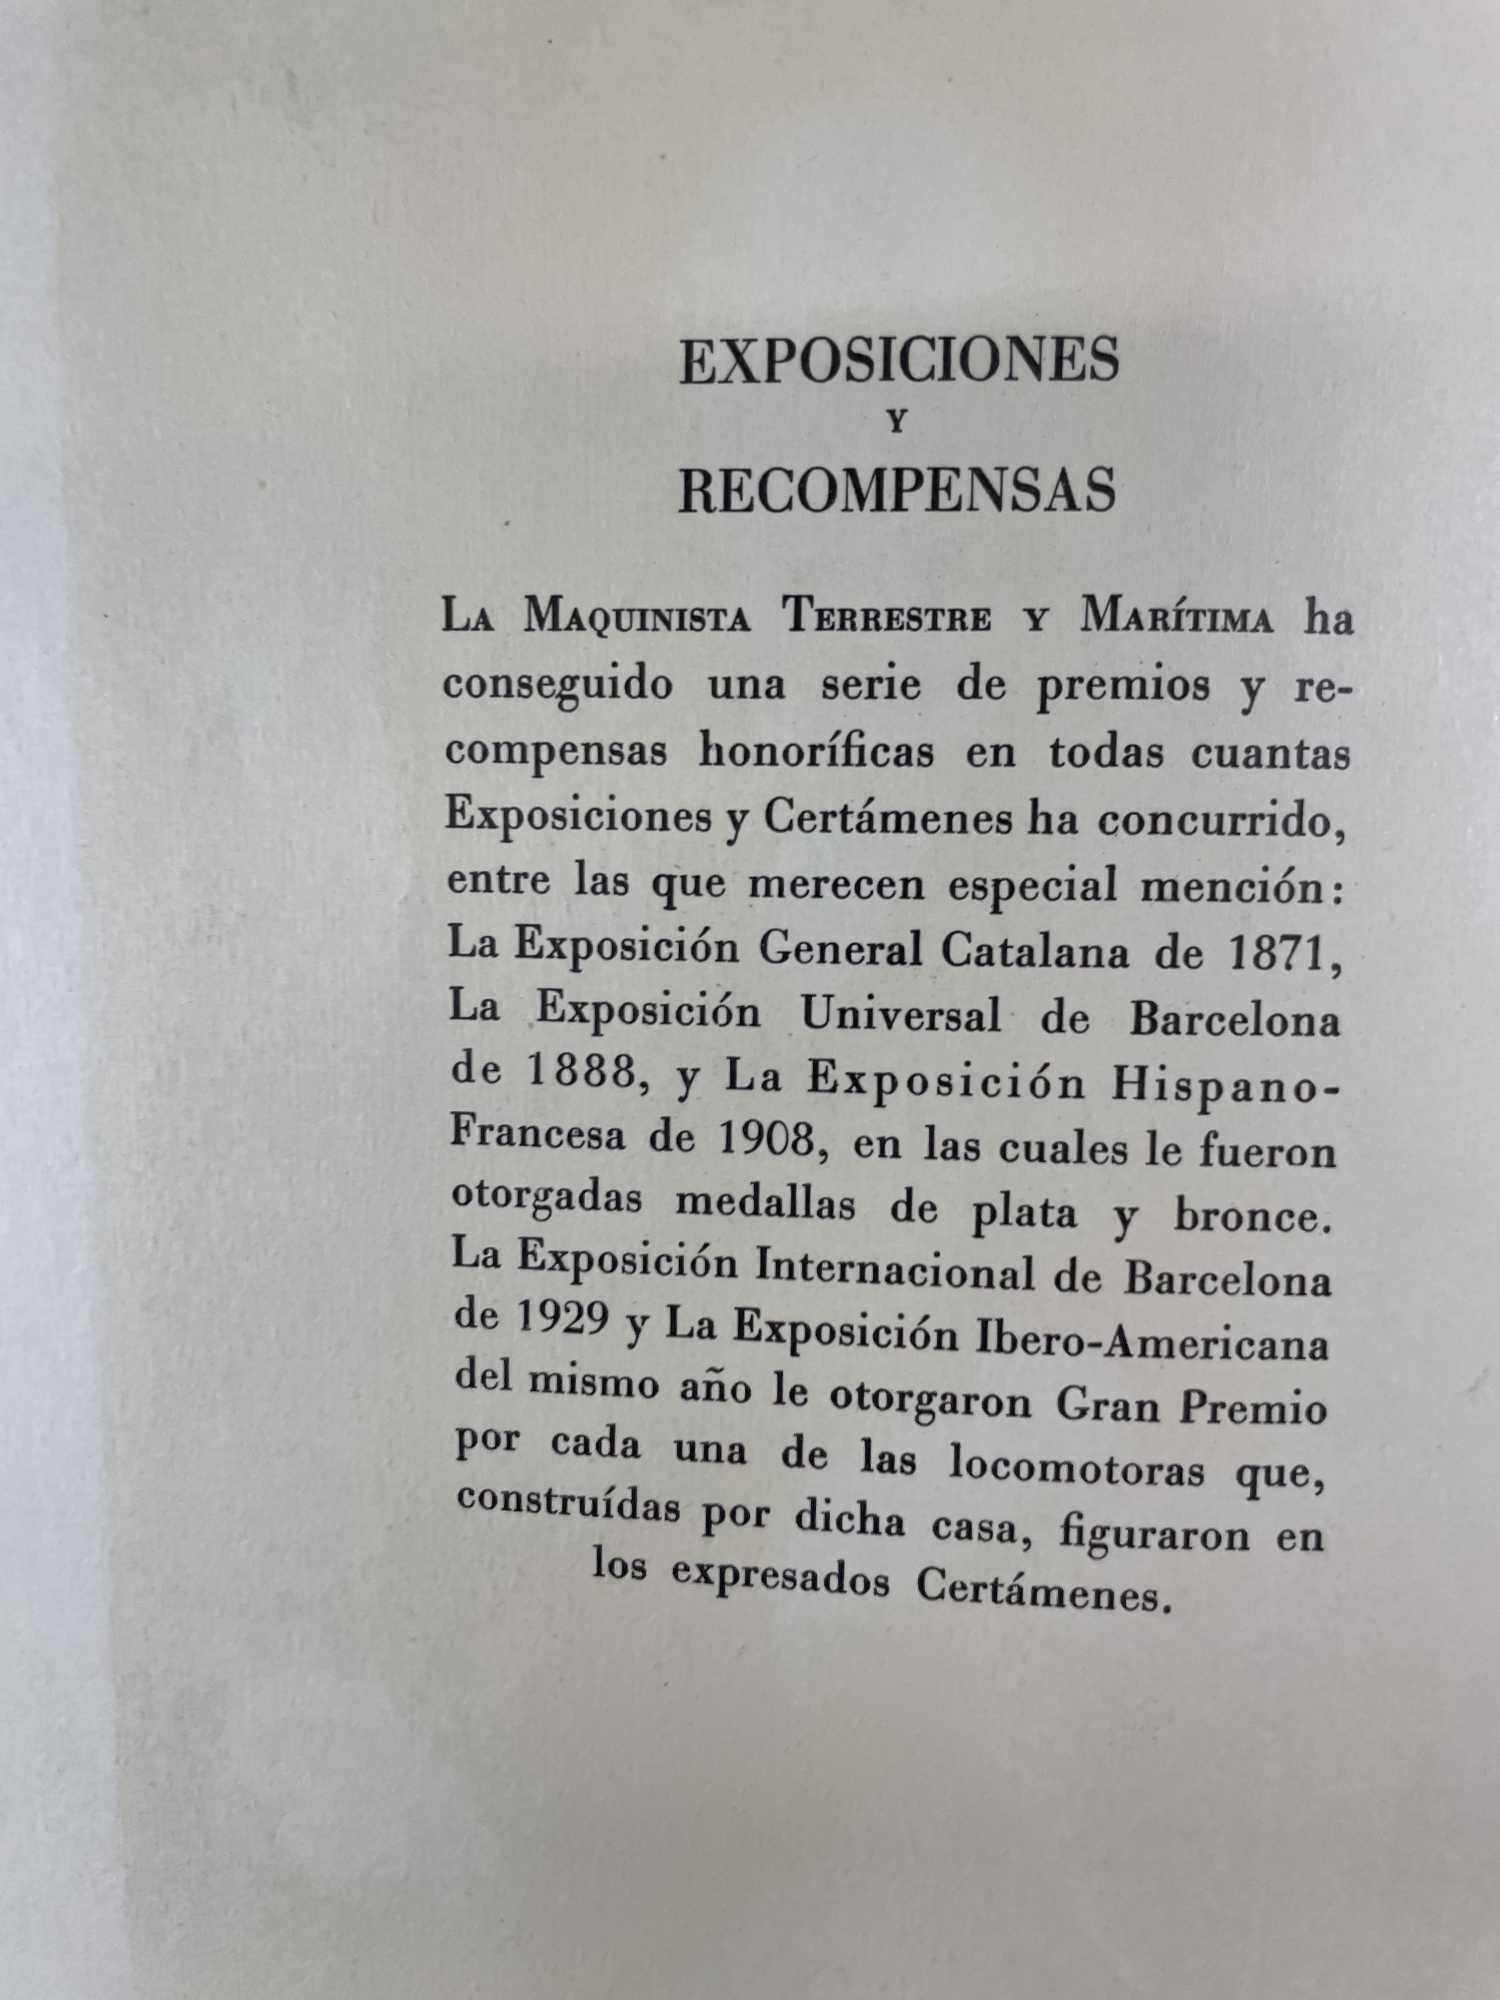 EXPOSICIONES
Y
RECOMPENSAS
La Maquinista Terrestre y Marítima ha
conseguido una serie de premios y re-
compensas honoríficas en todas cuantas
Exposiciones y Certámenes ha concurrido,
entre las que merecen especial mención:
La Exposición General Catalana de 1871,
La Exposición Universal de Barcelona
de 1888, y La Exposición Hispano-
Francesa de 1908, en las cuales le fueron
otorgadas medallas de plata y bronce.
La Exposición Internacional de Barcelona
de 1929 y La Exposición Ibero-Americana
del mismo año le otorgaron Gran Premio
por cada una de las locomotoras que,
construídas por dicha casa, figuraron en
los expresados Certámenes.